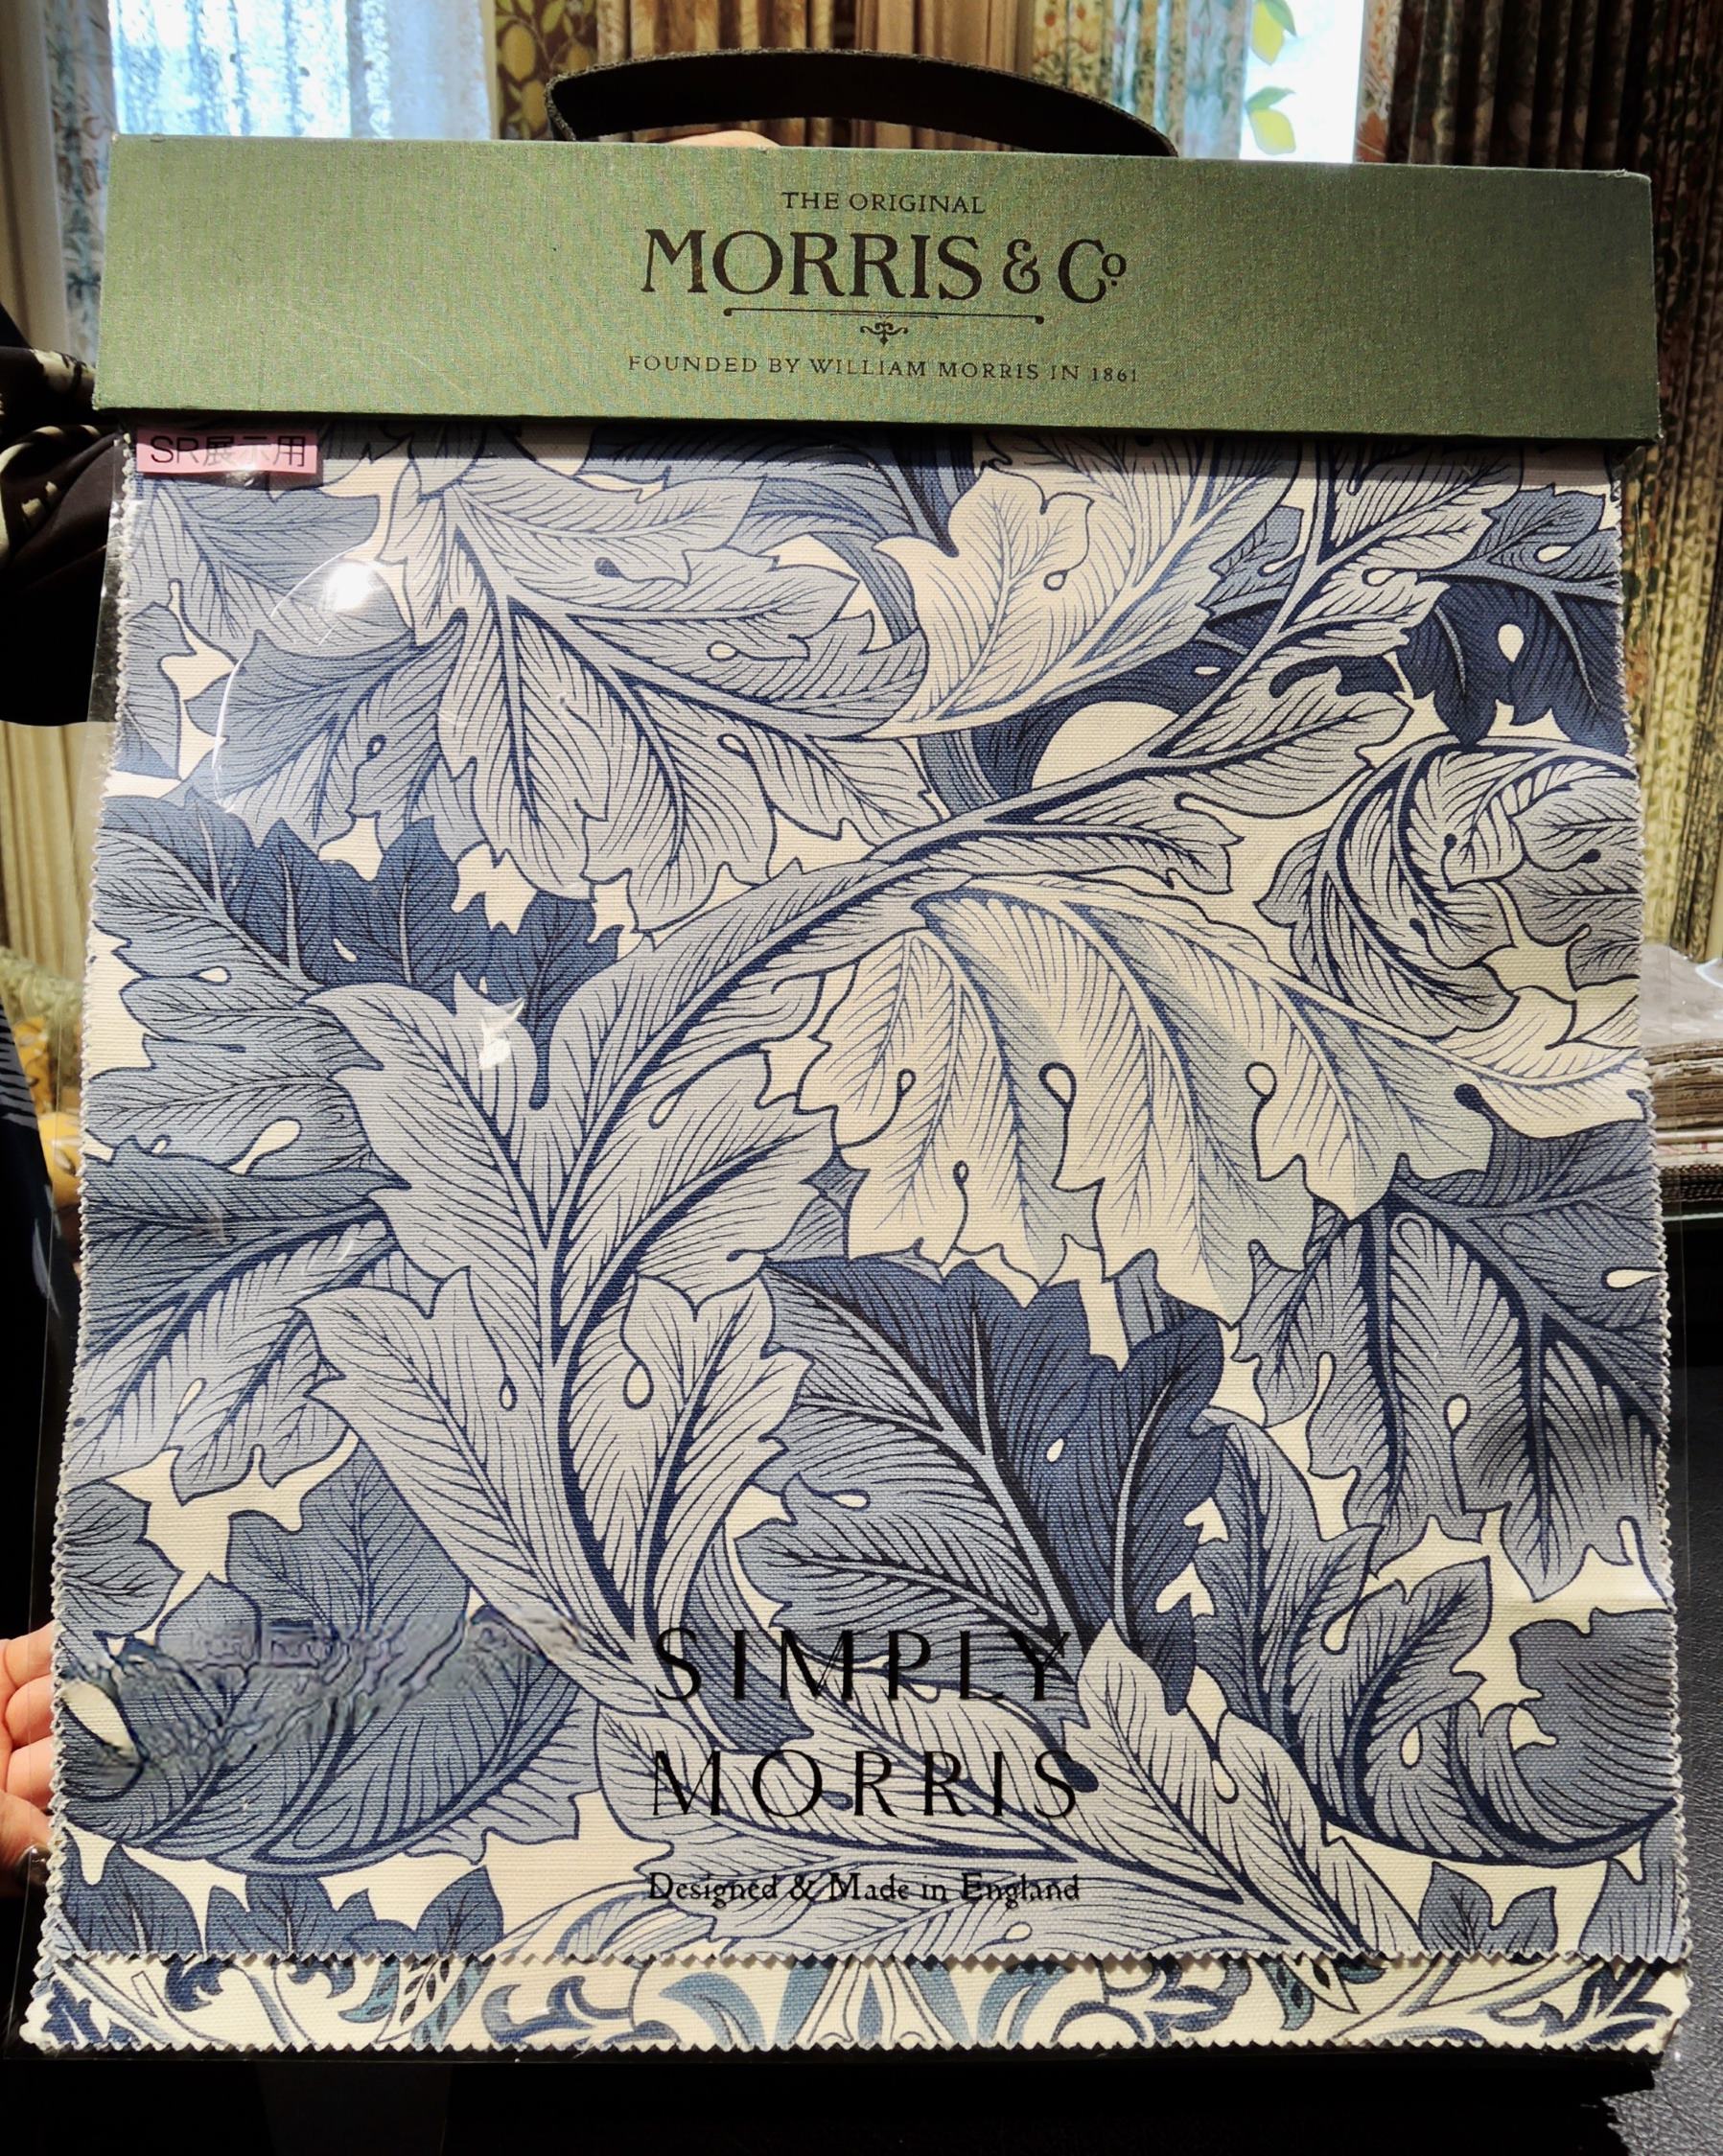 THE ORIGINAL
MORRIS & Co
FOUNDED BY WILLIAM MORRIS IN 1861
SR展示用
SIMPLY
MORRIS
Designed & Made in England